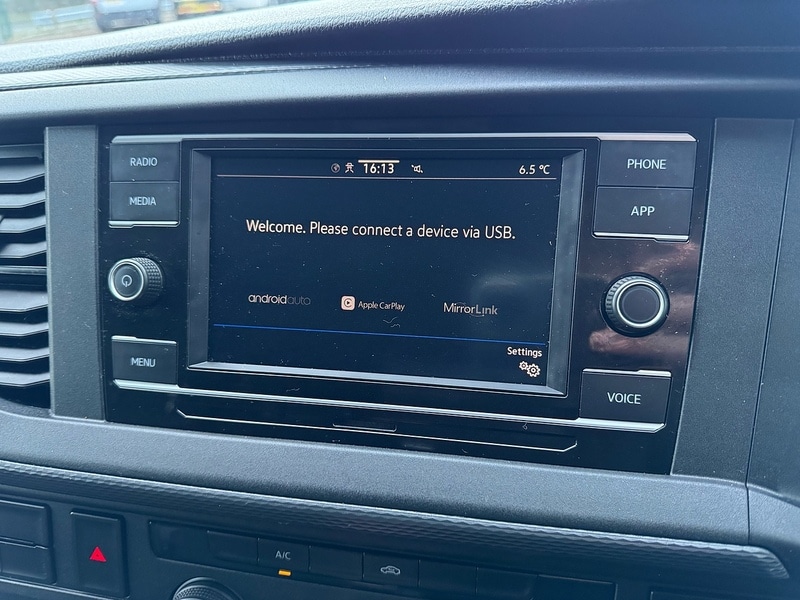 RADIO
MEDIA
MENU
16:13
6.5 °C
Welcome. Please connect a device via USB.
androidauto
Apple CarPlay
MirrorLink
Settings
PHONE
APP
VOICE
A/C